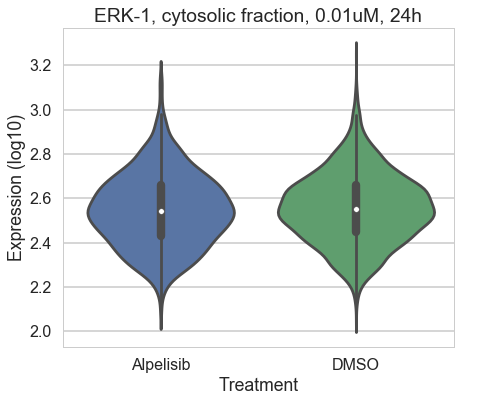 ERK-1, cytosolic fraction, 0.01uM, 24h
Expression (log10)
3.2
3.0
2.8
2.6
2.4
2.2
2.0
Alpelisib
DMSO
Treatment